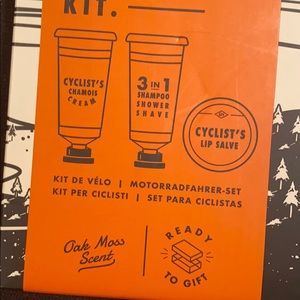 KIT.
CYCLIST'S
CHAMOIS
CREAM
3 IN 1
SHAMPOO
SHOWER
SHAVE
CYCLIST'S
LIP SALVE
KIT DE VÉLO | MOTORRADFAHRER-SET
KIT PER CICLISTI | SET PARA CICLISTAS
Oak Moss
Scent
READY
TO GIFT